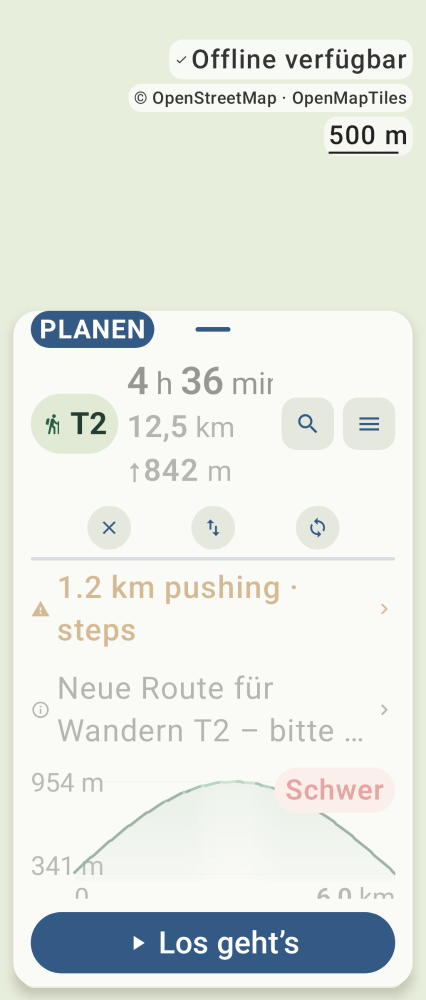 Offline verfügbar
© OpenStreetMap · OpenMapTiles
500 m
PLANEN
4 h 36 min
T2
12,5 km
↑842 m
1.2 km pushing ·
steps
Neue Route für
Wandern T2 – bitte ...
954 m
Schwer
341 m
0
6,0 km
Los geht's